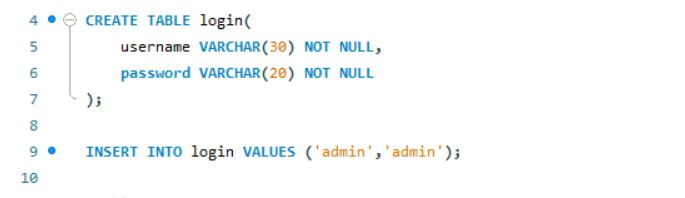 4 CREATE TABLE login(
5 username VARCHAR(30) NOT NULL,
6 password VARCHAR(20) NOT NULL
7 );
8
9 INSERT INTO login VALUES ('admin','admin');
10